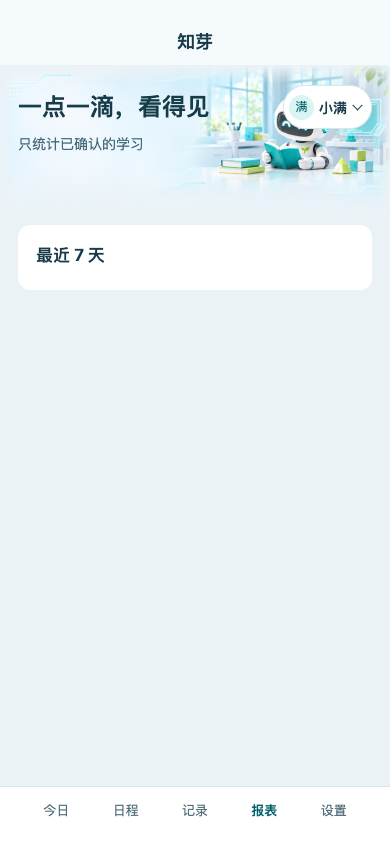 知芽
一点一滴，看得见
满 小满
只统计已确认的学习
最近 7 天
今日 日程 记录 报表 设置